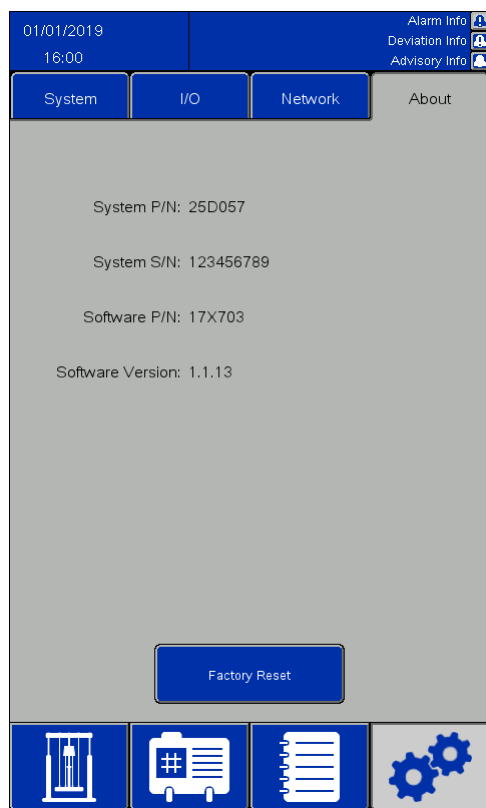 01/01/2019
16:00
Alarm Info
Deviation Info
Advisory Info
System
I/O
Network
About
System P/N: 25D057
System S/N: 123456789
Software P/N: 17X703
Software Version: 1.1.13
Factory Reset
#